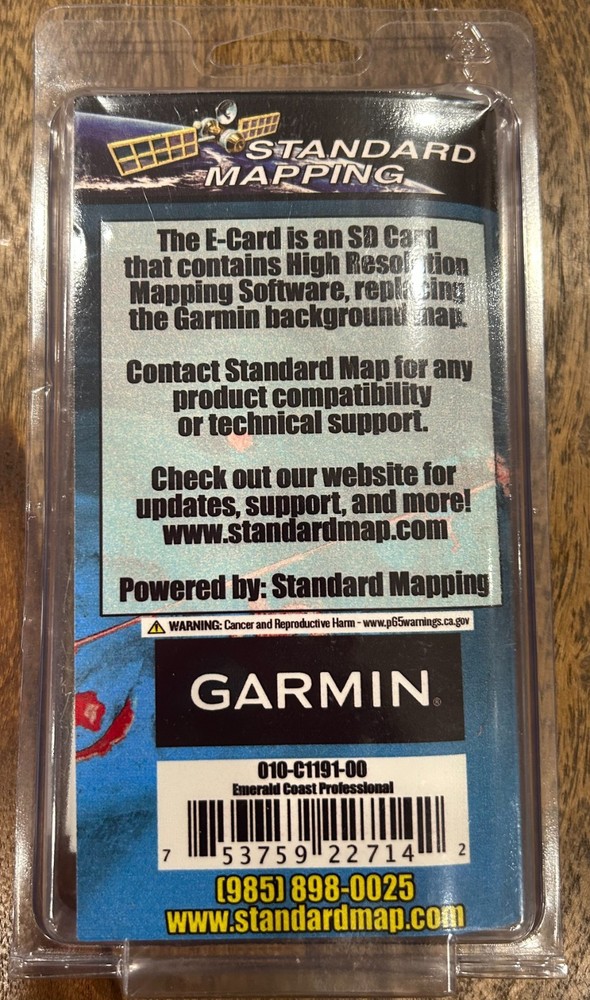 STANDARD
MAPPING
The E-Card is an SD Card
that contains High Resolution
Mapping Software, replacing
the Garmin background map.
Contact Standard Map for any
product compatibility
or technical support.
Check out our website for
updates, support, and more!
www.standardmap.com
Powered by: Standard Mapping
WARNING: Cancer and Reproductive Harm - www.p65warnings.ca.gov
GARMIN®
010-C1191-00
Emerald Coast Professional
7 53759 22714 2
(985) 898-0025
www.standardmap.com